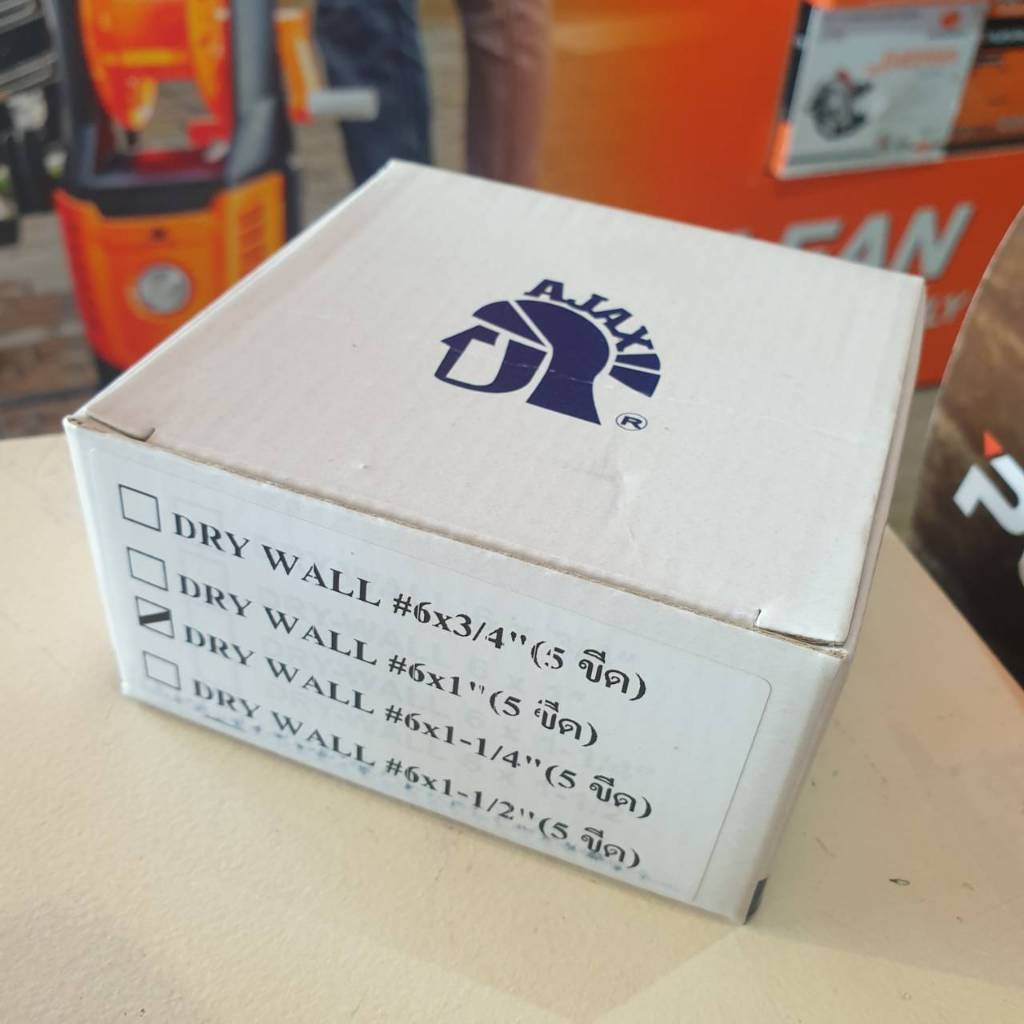 AJAX
®
DRY WALL #6x3/4"(5 ขีด)
DRY WALL #6x1"(5 ขีด)
DRY WALL #6x1-1/4"(5 ขีด)
DRY WALL #6x1-1/2"(5 ขีด)